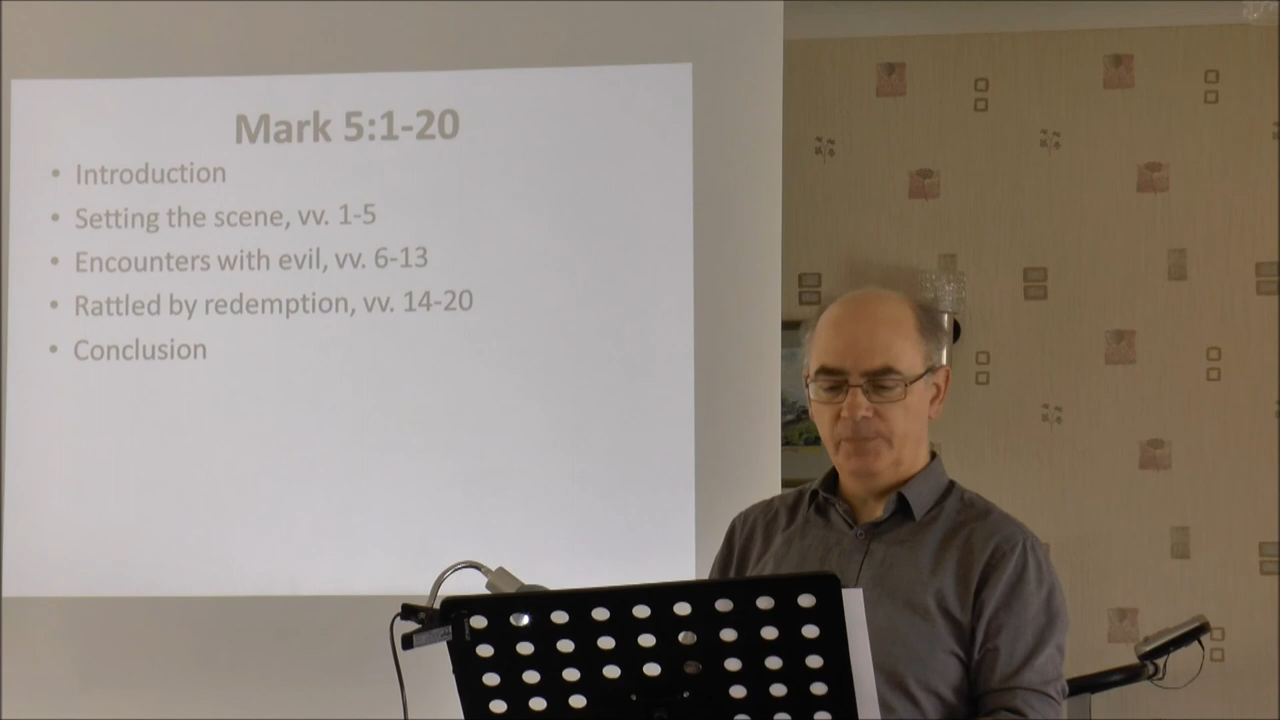 Mark 5:1-20
• Introduction
• Setting the scene, vv. 1-5
• Encounters with evil, vv. 6-13
• Rattled by redemption, vv. 14-20
• Conclusion